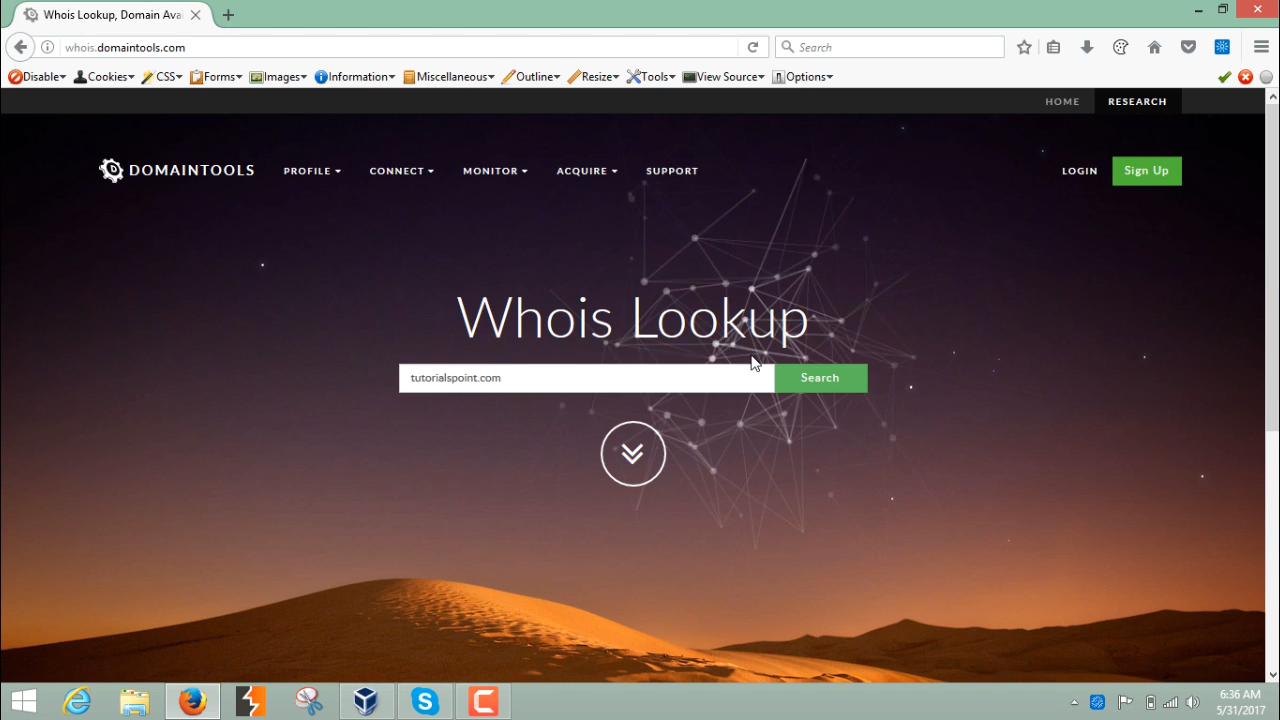 Whois Lookup, Domain Avai
whois.domaintools.com
Search
Disable Cookies CSS Forms Images Information Miscellaneous Outline Resize Tools View Source Options
HOME RESEARCH
DOMAINTOOLS PROFILE CONNECT MONITOR ACQUIRE SUPPORT LOGIN Sign Up
Whois Lookup
tutorialspoint.com Search
6:36 AM
5/31/2017